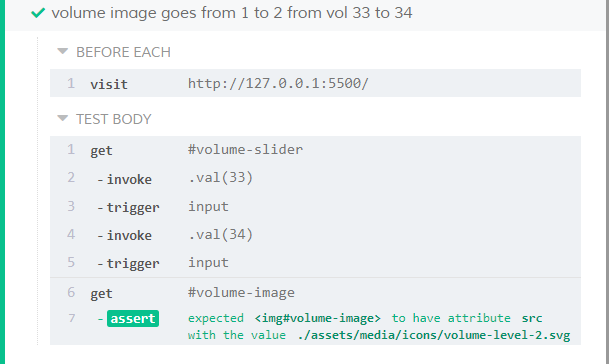 ✔ volume image goes from 1 to 2 from vol 33 to 34
BEFORE EACH
1 visit http://127.0.0.1:5500/
TEST BODY
1 get #volume-slider
2 - invoke .val(33)
3 - trigger input
4 - invoke .val(34)
5 - trigger input
6 get #volume-image
7 - assert expected <img#volume-image> to have attribute src
with the value ./assets/media/icons/volume-level-2.svg